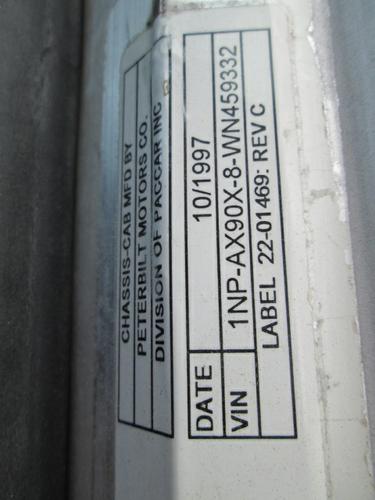 CHASSIS-CAB MFD BY
PETERBILT MOTORS CO.
DIVISION OF PACCAR INC
DATE 10/1997
VIN 1NP-AX90X-8-WN459332
LABEL 22-01469: REV C